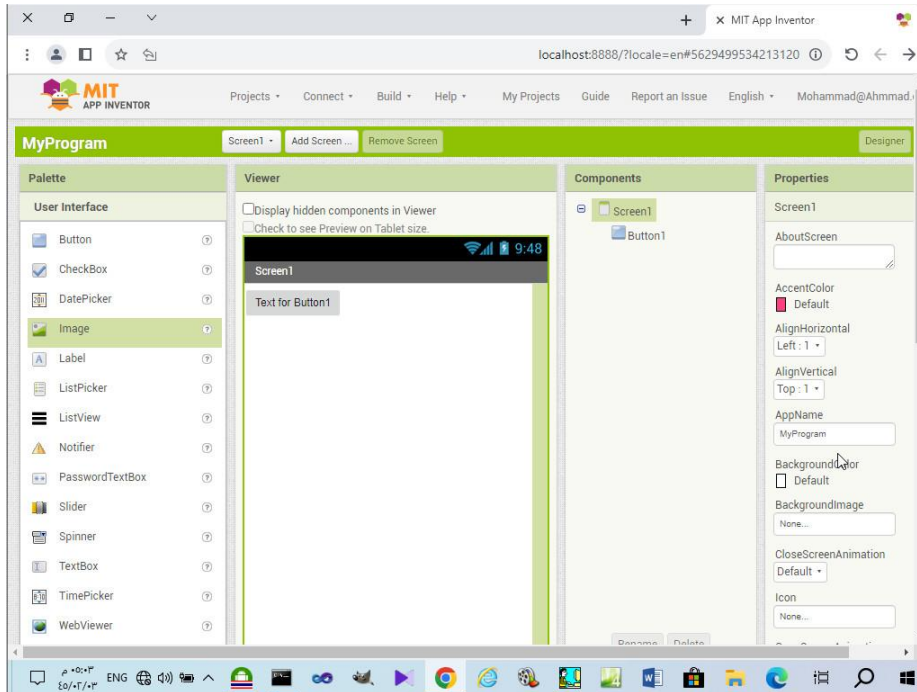 MIT App Inventor
localhost:8888/?locale=en#5629499534213120
MIT
APP INVENTOR
Projects
Connect
Build
Help
My Projects
Guide
Report an Issue
English
Mohammad@Ahmmad.
MyProgram
Screen1
Add Screen ...
Remove Screen
Designer
Palette
User Interface
Button
CheckBox
DatePicker
Image
Label
ListPicker
ListView
Notifier
PasswordTextBox
Slider
Spinner
TextBox
TimePicker
WebViewer
Viewer
Display hidden components in Viewer
Check to see Preview on Tablet size.
9:48
Screen1
Text for Button1
Components
Screen1
Button1
Rename
Delete
Properties
Screen1
AboutScreen
AccentColor
Default
AlignHorizontal
Left : 1
AlignVertical
Top : 1
AppName
MyProgram
BackgroundColor
Default
BackgroundImage
None...
CloseScreenAnimation
Default
Icon
None...
ENG